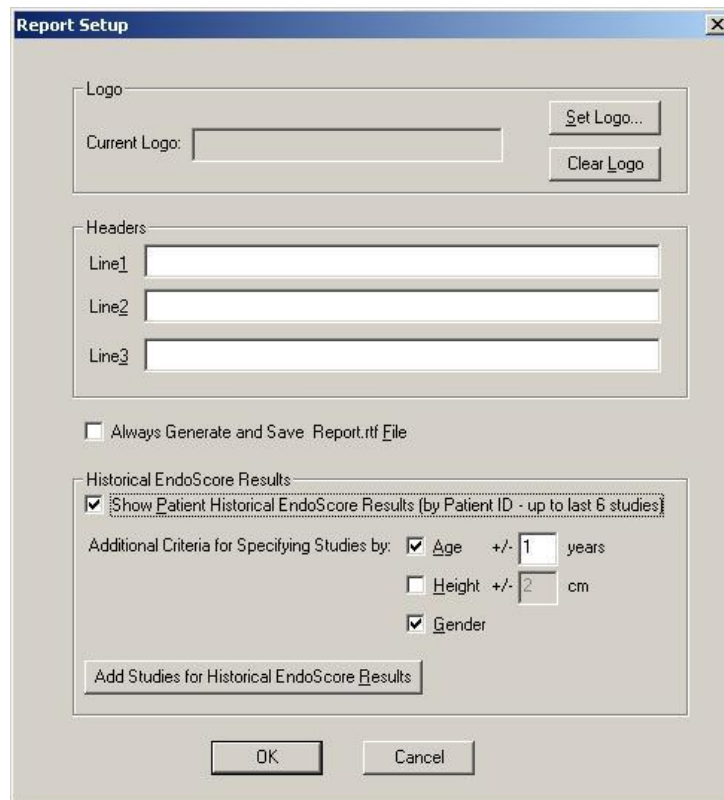 Report Setup
Logo
Current Logo:
Set Logo...
Clear Logo
Headers
Line1
Line2
Line3
Always Generate and Save  Report.rtf File
Historical EndoScore Results
Show Patient Historical EndoScore Results (by Patient ID - up to last 6 studies)
Additional Criteria for Specifying Studies by: Age +/- 1 years
Height +/- 2 cm
Gender
Add Studies for Historical EndoScore Results
OK Cancel